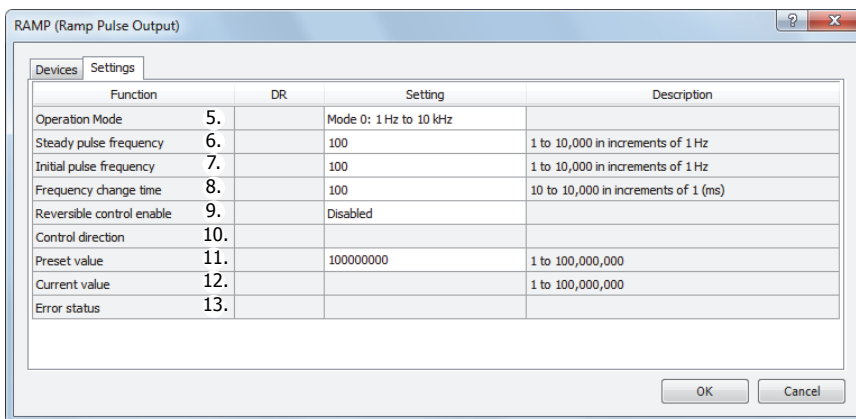 RAMP (Ramp Pulse Output)
Devices Settings
Function DR Setting Description
Operation Mode 5. Mode 0: 1 Hz to 10 kHz
Steady pulse frequency 6. 100 1 to 10,000 in increments of 1 Hz
Initial pulse frequency 7. 100 1 to 10,000 in increments of 1 Hz
Frequency change time 8. 100 10 to 10,000 in increments of 1 (ms)
Reversible control enable 9. Disabled
Control direction 10.
Preset value 11. 100000000 1 to 100,000,000
Current value 12. 1 to 100,000,000
Error status 13.
OK Cancel